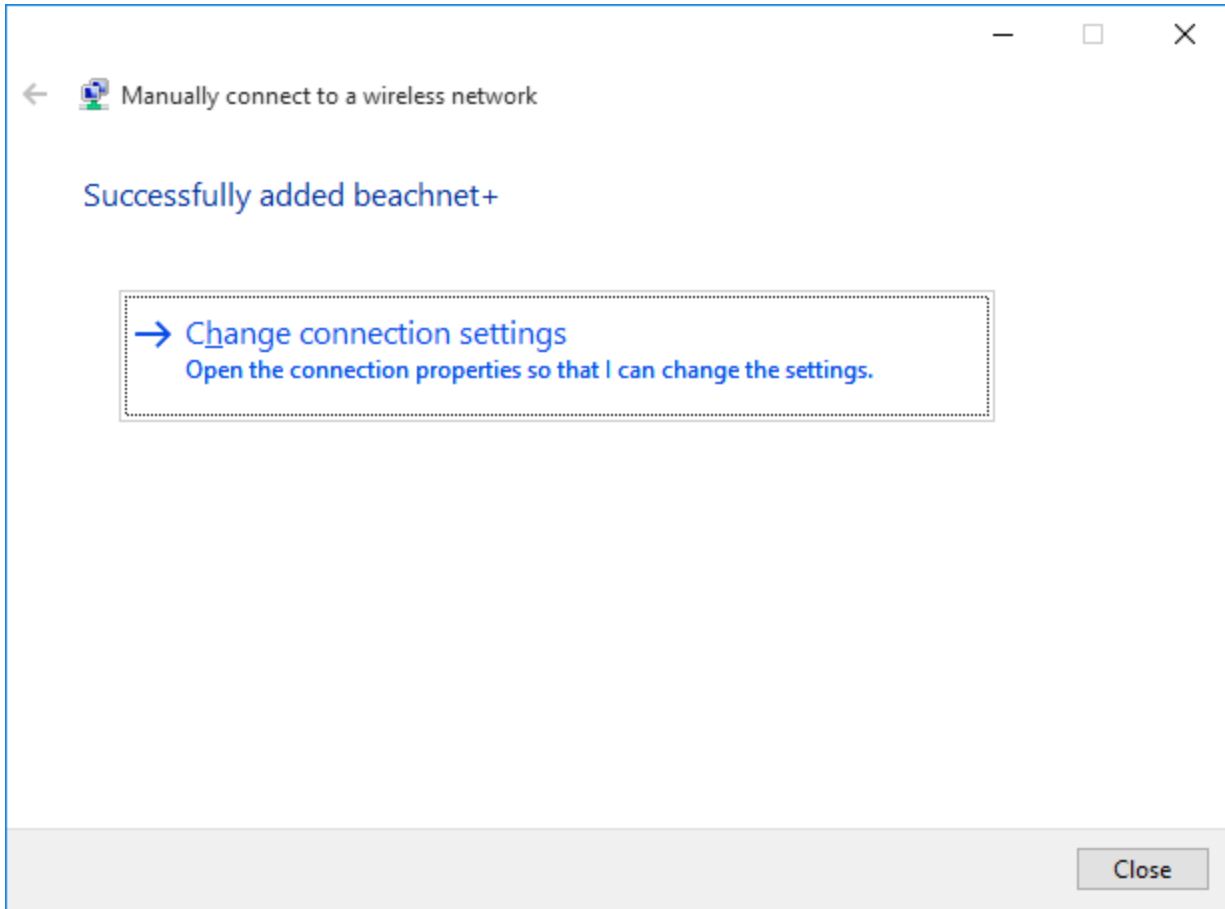 Manually connect to a wireless network
Successfully added beachnet+
Change connection settings
Open the connection properties so that I can change the settings.
Close